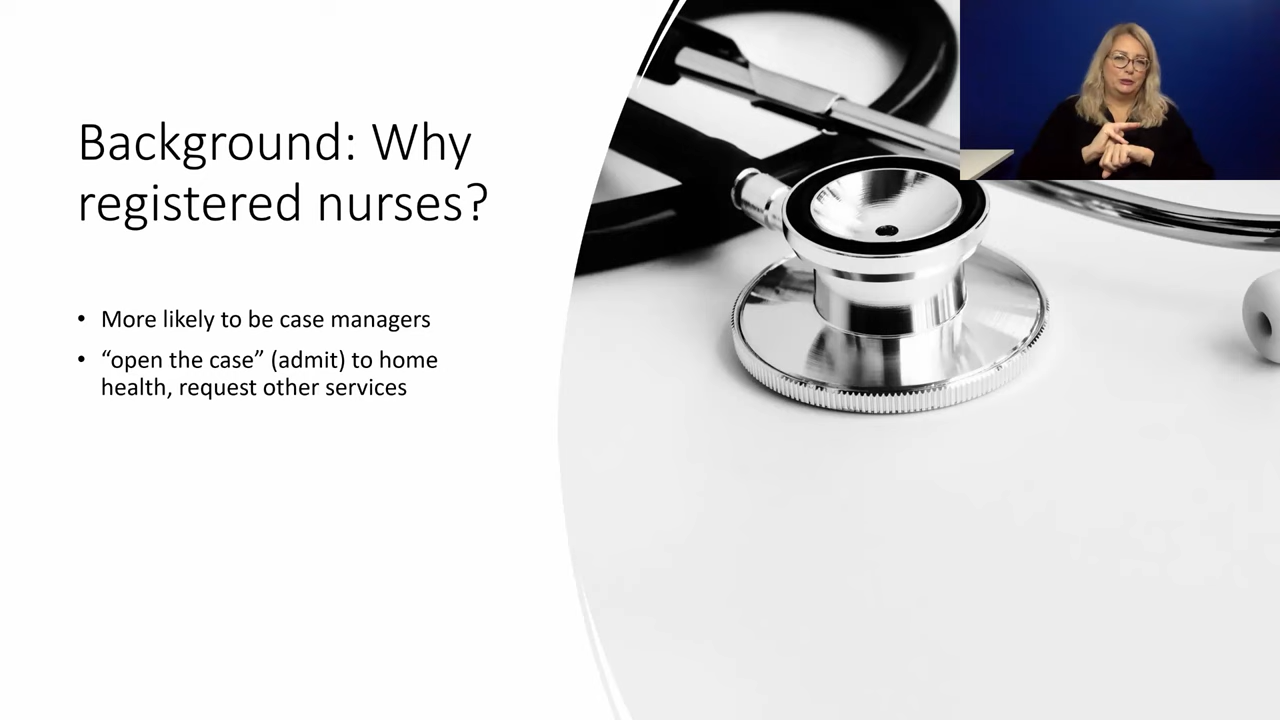 Background: Why
registered nurses?
• More likely to be case managers
• “open the case” (admit) to home
health, request other services